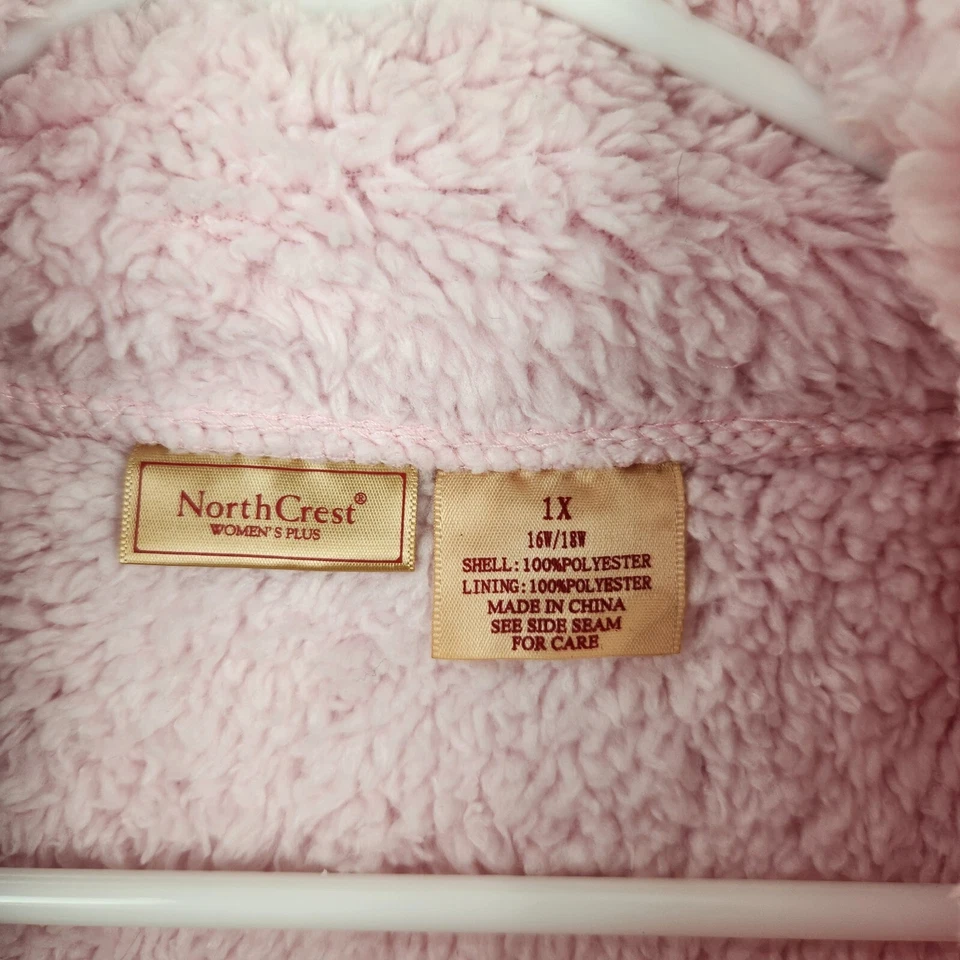 NorthCrest®
WOMEN'S PLUS
1X
16W/18W
SHELL:100%POLYESTER
LINING:100%POLYESTER
MADE IN CHINA
SEE SIDE SEAM
FOR CARE